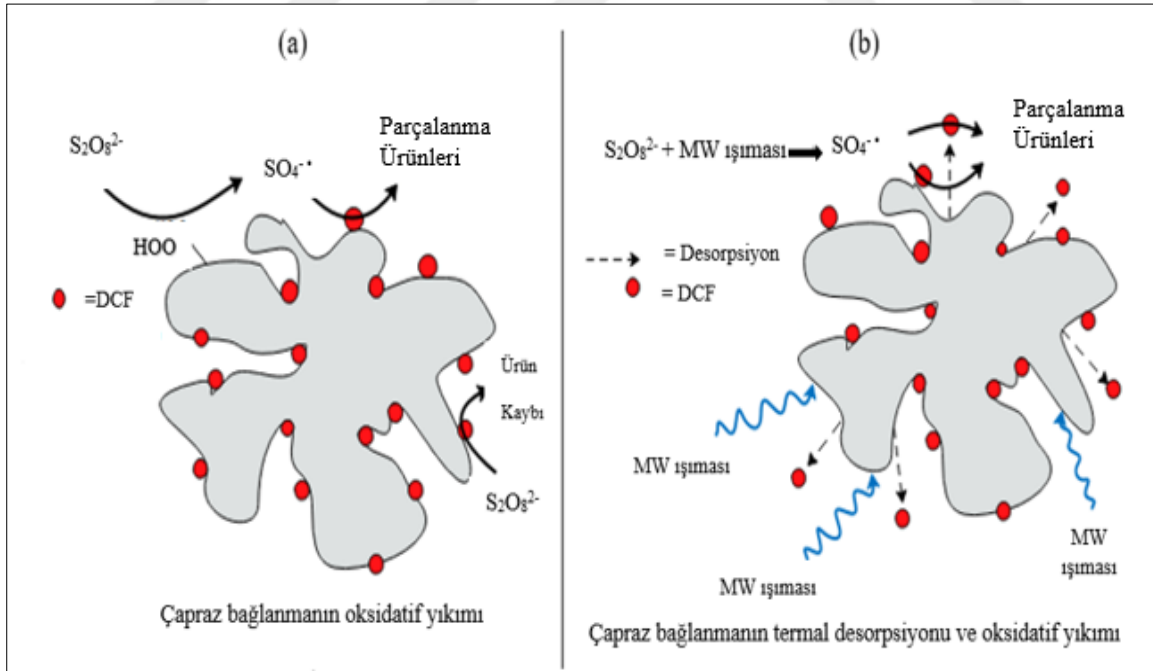 (a)
S₂O₈²⁻
SO₄⁻•
Parçalanma
Ürünleri
HOO
=DCF
Ürün
Kaybı
S₂O₈²⁻
Çapraz bağlanmanın oksidatif yıkımı
(b)
Parçalanma
Ürünleri
S₂O₈²⁻ + MW ışıması
SO₄⁻•
= Desorpsiyon
= DCF
MW ışıması
MW ışıması
MW
ışıması
Çapraz bağlanmanın termal desorpsiyonu ve oksidatif yıkımı